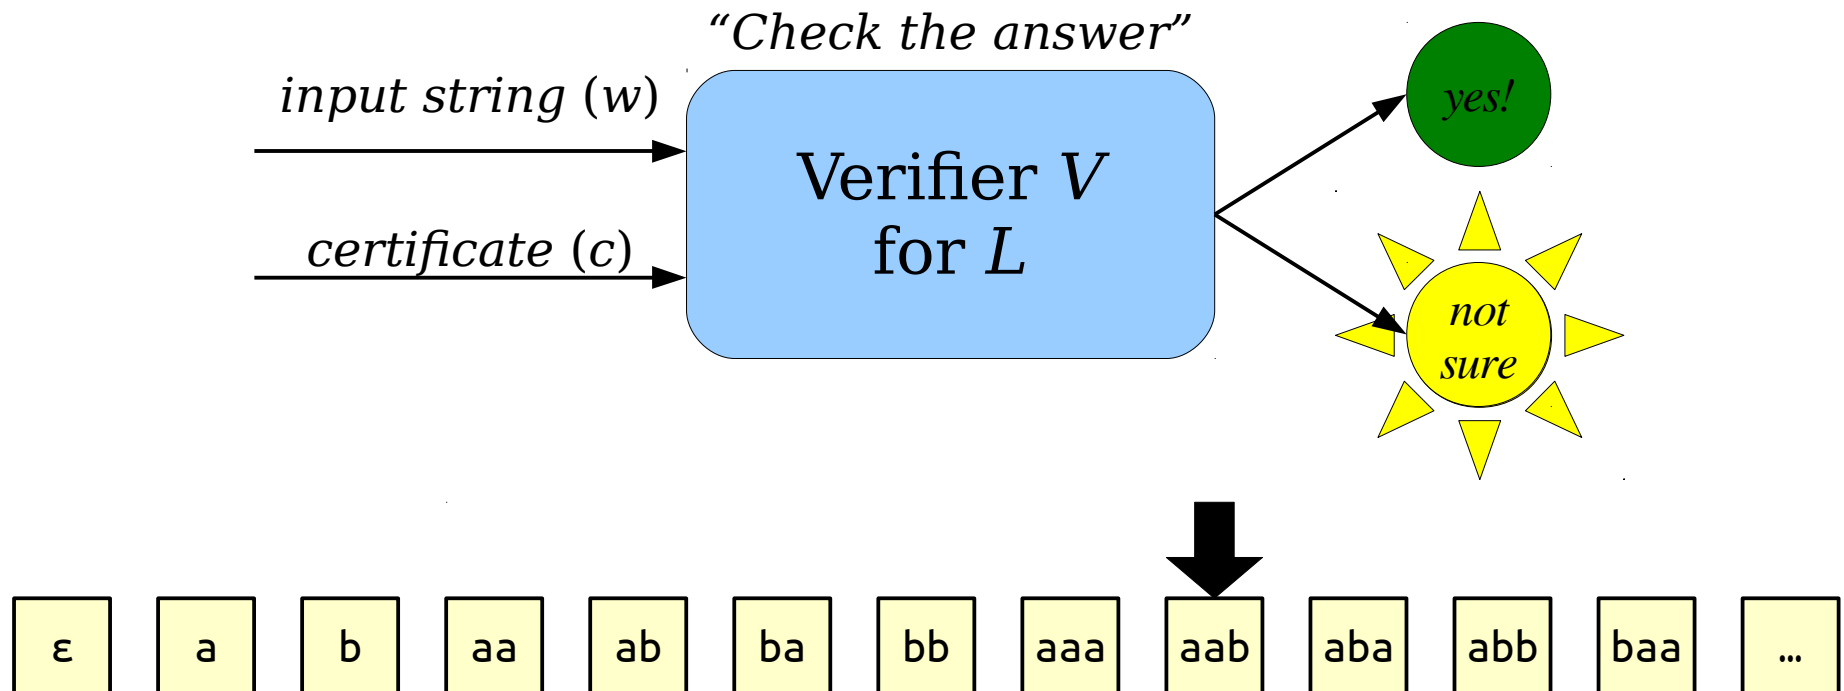 “Check the answer”
input string (w)
certificate (c)
Verifier V
for L
yes!
not
sure
ε a b aa ab ba bb aaa aab aba abb baa …